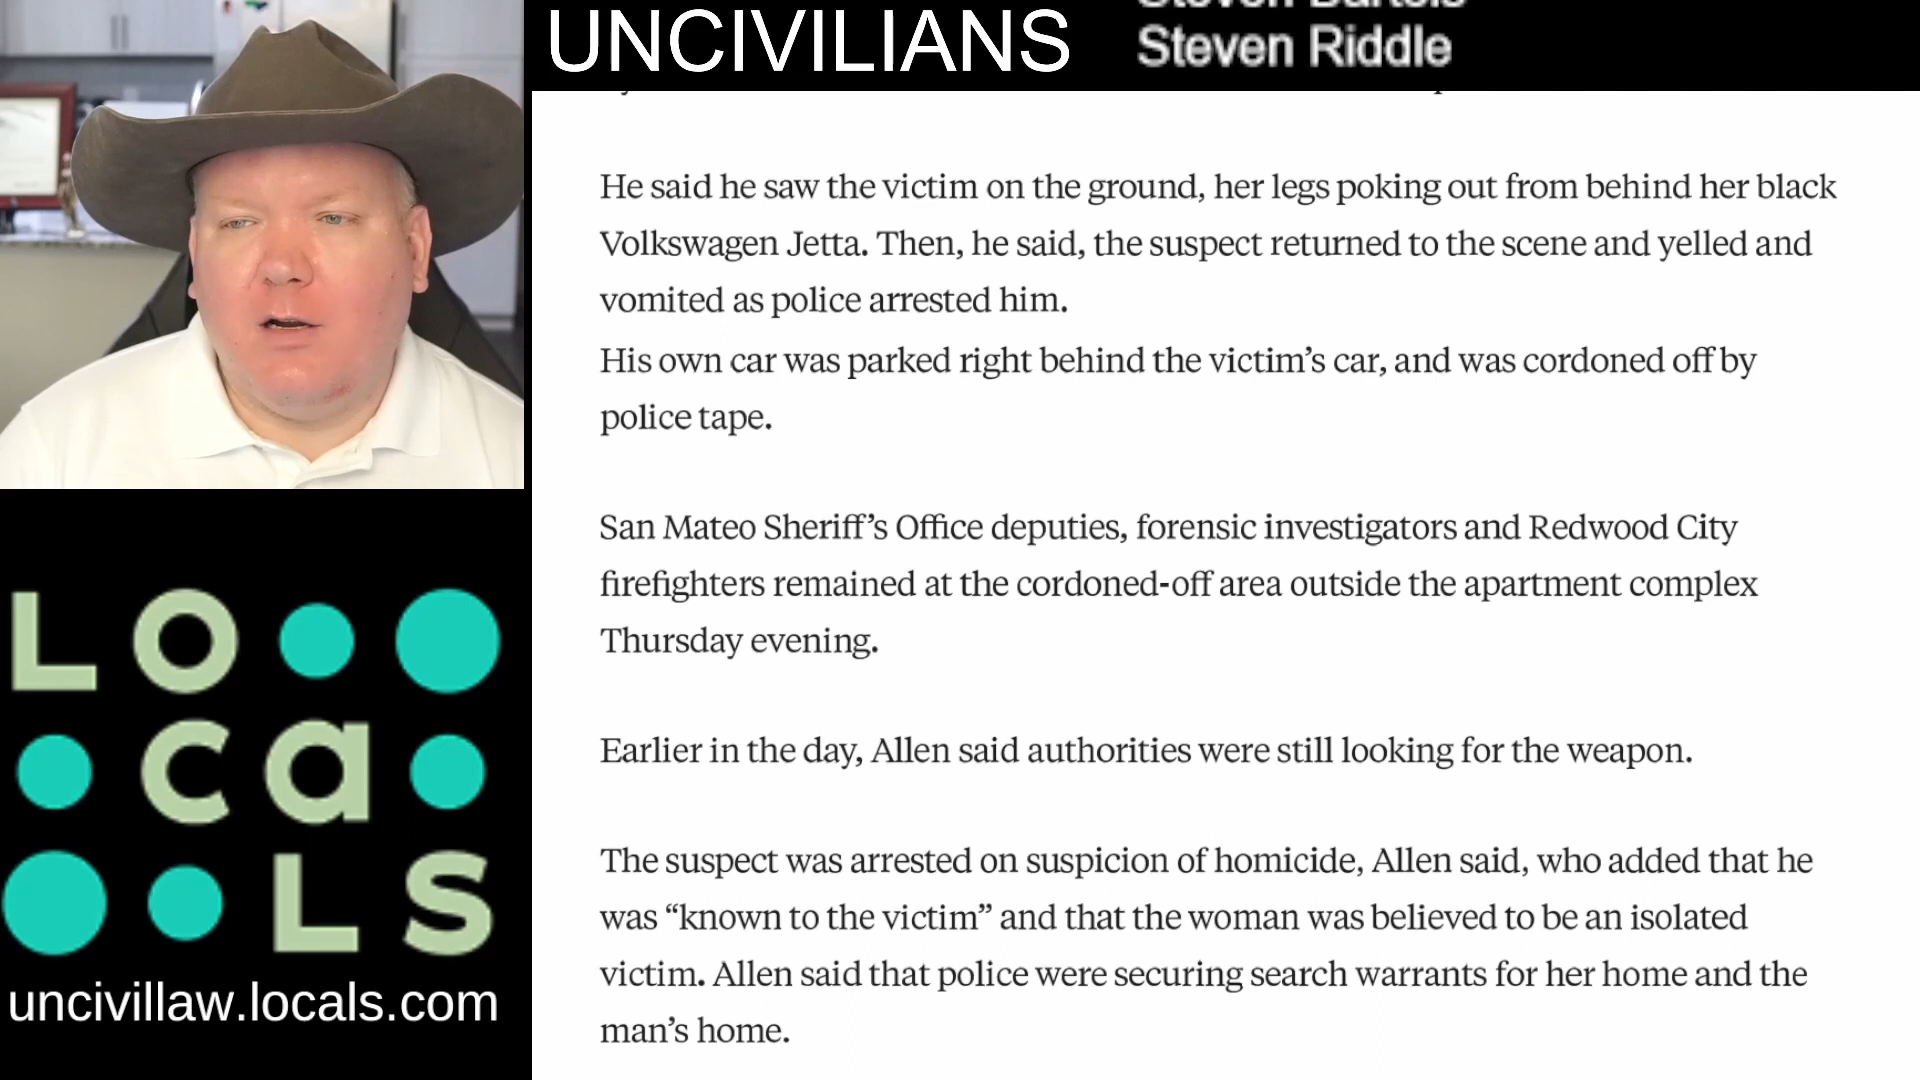 UNCIVILIANS
Steven Riddle
He said he saw the victim on the ground, her legs poking out from behind her black
Volkswagen Jetta. Then, he said, the suspect returned to the scene and yelled and
vomited as police arrested him.
His own car was parked right behind the victim’s car, and was cordoned off by
police tape.
San Mateo Sheriff’s Office deputies, forensic investigators and Redwood City
firefighters remained at the cordoned-off area outside the apartment complex
Thursday evening.
Earlier in the day, Allen said authorities were still looking for the weapon.
The suspect was arrested on suspicion of homicide, Allen said, who added that he
was “known to the victim” and that the woman was believed to be an isolated
victim. Allen said that police were securing search warrants for her home and the
man’s home.
LO
ca
LS
uncivillaw.locals.com